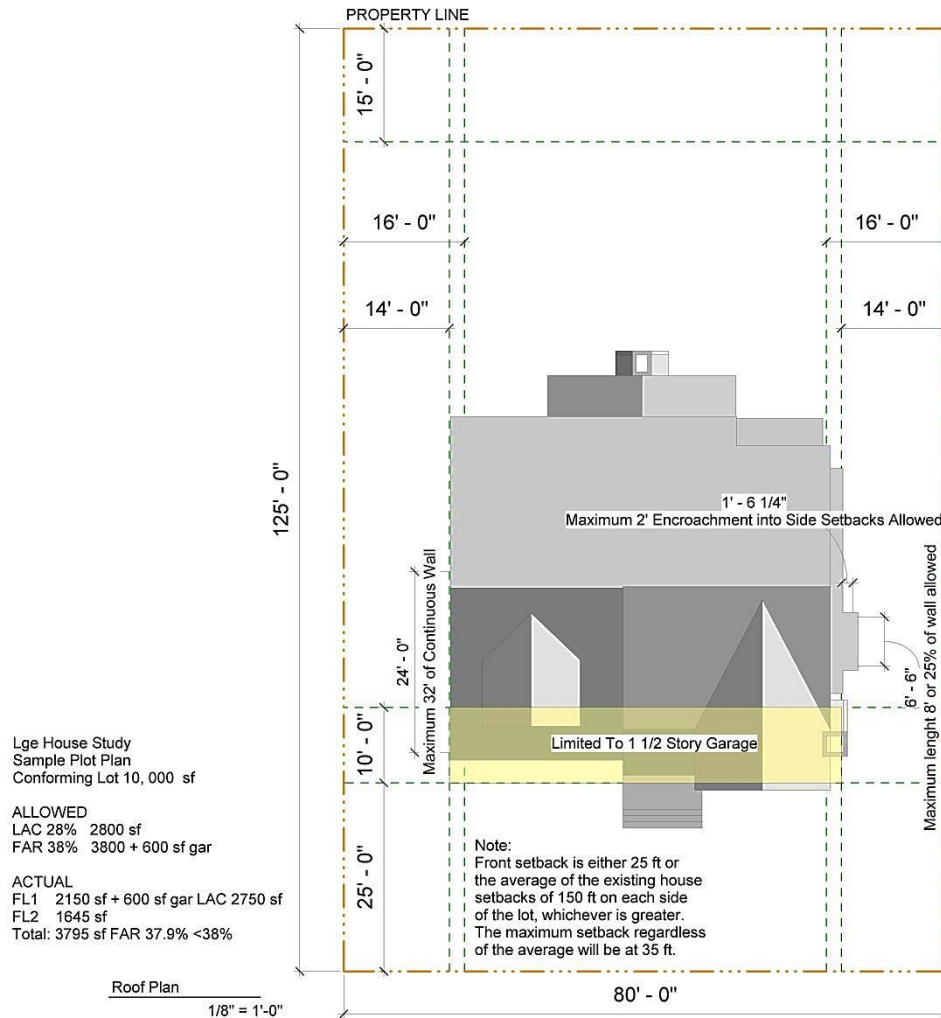 PROPERTY LINE
15' - 0"
16' - 0"
16' - 0"
14' - 0"
14' - 0"
125' - 0"
1' - 6 1/4"
Maximum 2' Encroachment into Side Setbacks Allowed
24' - 0"
Maximum 32' of Continuous Wall
6' - 6"
Maximum lenght 8' or 25% of wall allowed
10' - 0"
Limited To 1 1/2 Story Garage
25' - 0"
Lge House Study
Sample Plot Plan
Conforming Lot 10, 000 sf
ALLOWED
LAC 28% 2800 sf
FAR 38% 3800 + 600 sf gar
ACTUAL
FL1 2150 sf + 600 sf gar LAC 2750 sf
FL2 1645 sf
Total: 3795 sf FAR 37.9% <38%
Note:
Front setback is either 25 ft or
the average of the existing house
setbacks of 150 ft on each side
of the lot, whichever is greater.
The maximum setback regardless
of the average will be at 35 ft.
Roof Plan
1/8" = 1'-0"
80' - 0"